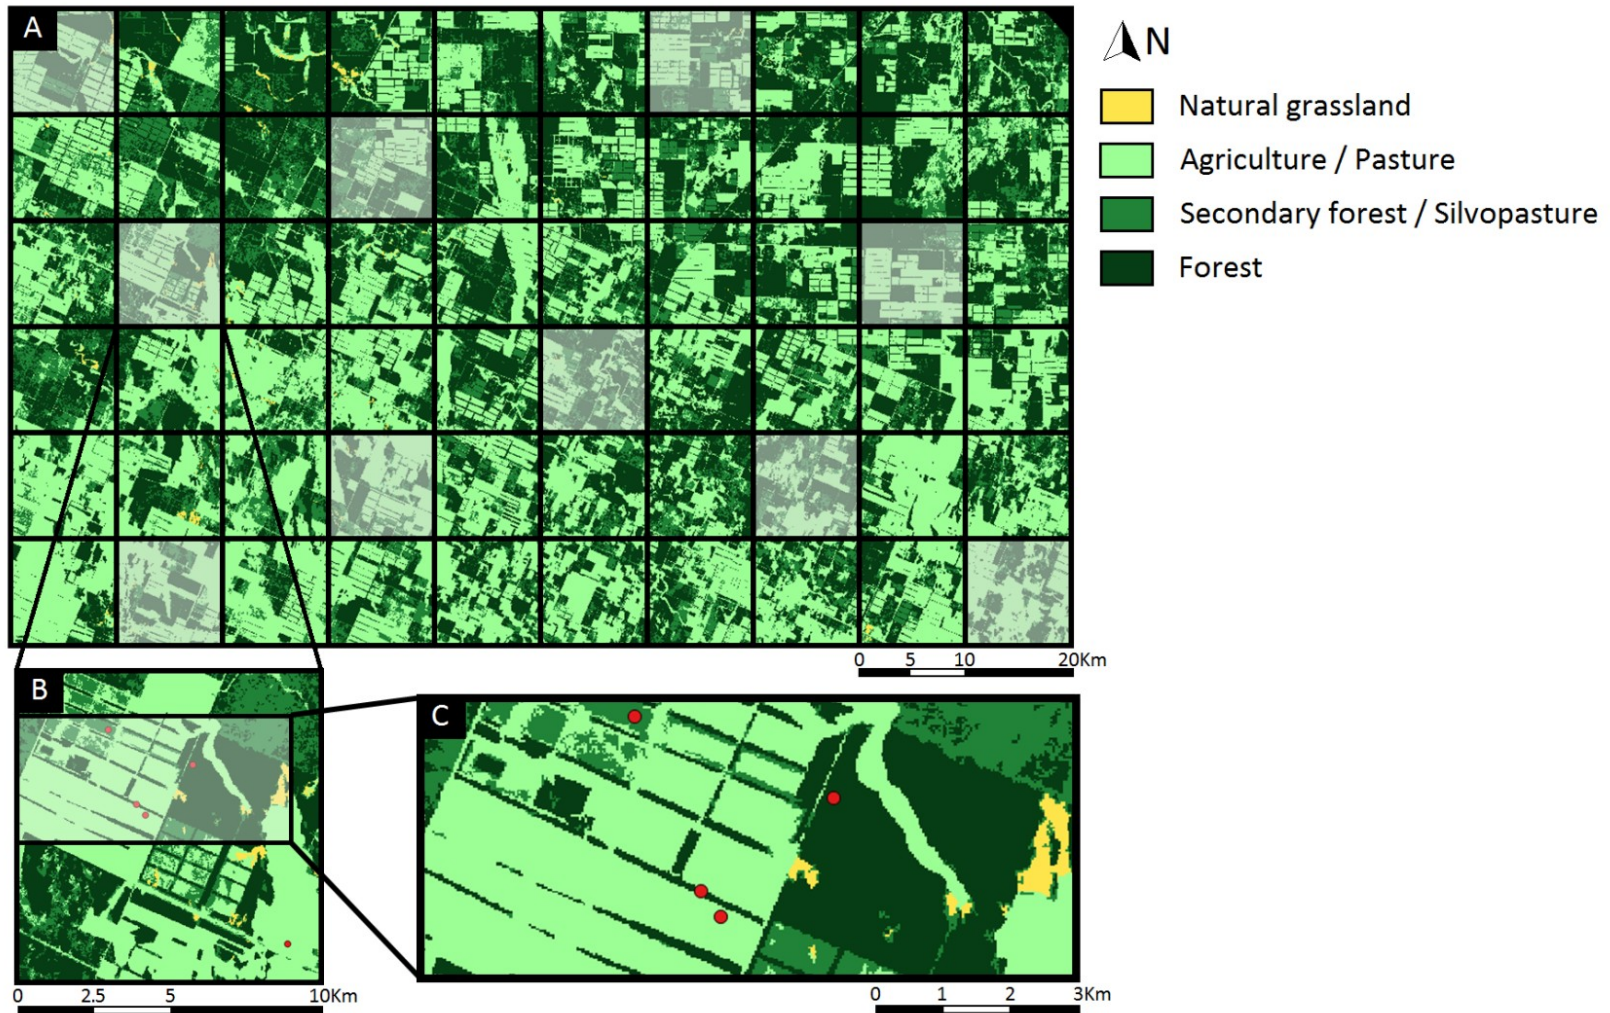 A
N
Natural grassland
Agriculture / Pasture
Secondary forest / Silvopasture
Forest
0 5 10 20Km
B
C
0 2.5 5 10Km
0 1 2 3Km